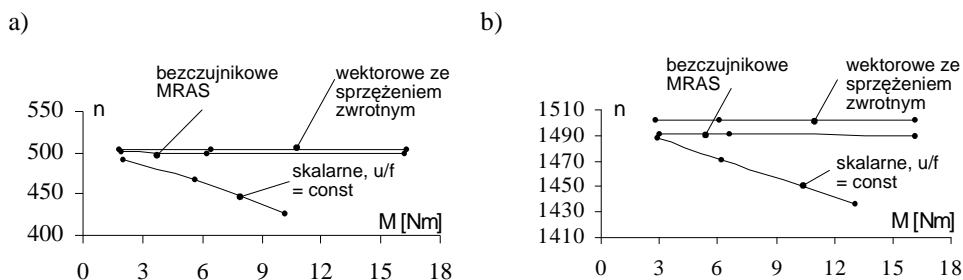 a)
bezczujnikowe
MRAS
wektorowe ze
sprzężeniem
zwrotnym
550
n
500
450
400
skalarne, u/f
= const
M [Nm]
0 3 6 9 12 15 18
b)
bezczujnikowe
MRAS
wektorowe ze
sprzężeniem
zwrotnym
n
1510
1490
1470
1450
1430
1410
skalarne, u/f
= const
M [Nm]
0 3 6 9 12 15 18